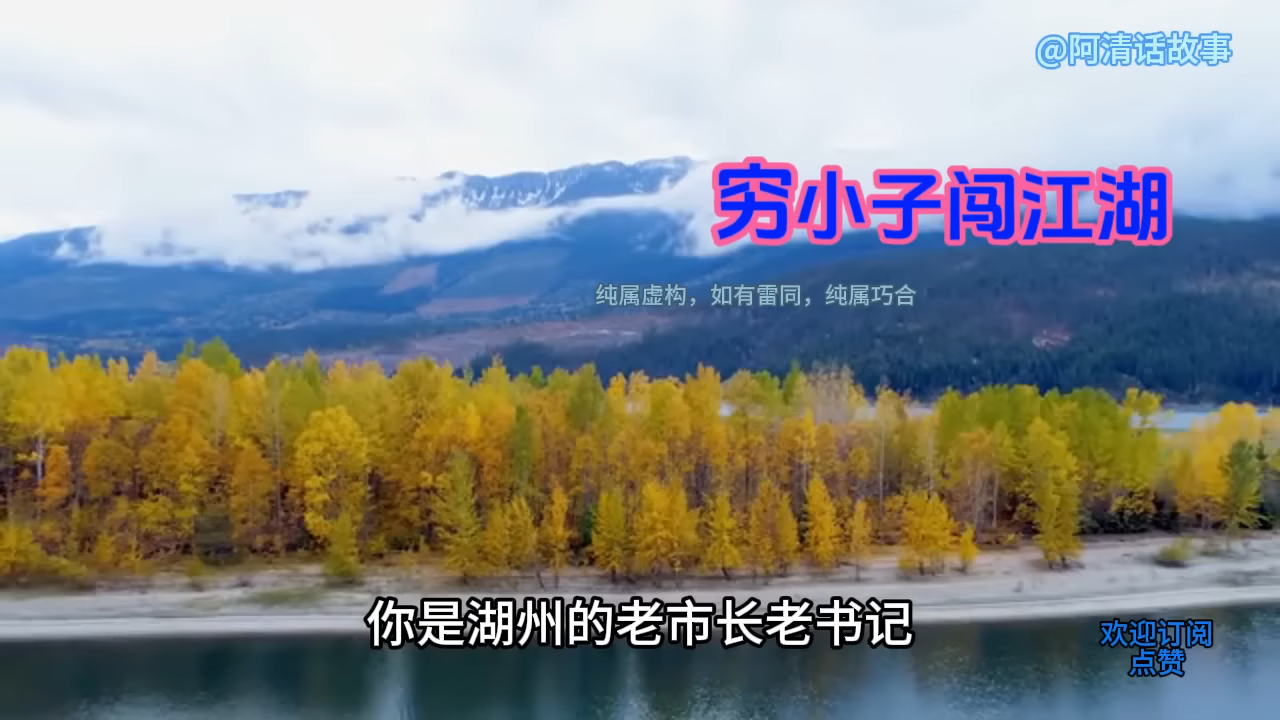 @阿清话故事
穷小子闯江湖
纯属虚构，如有雷同，纯属巧合
你是湖州的老市长老书记
欢迎订阅
点赞